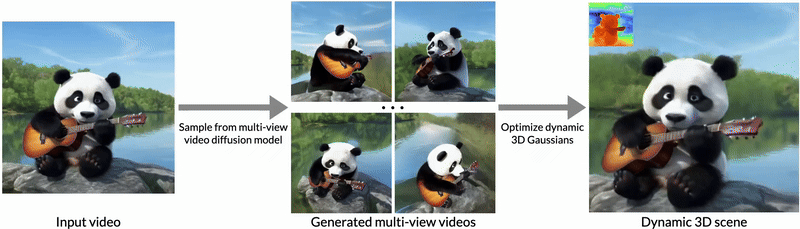 Sample from multi-view
video diffusion model
• • •
Optimize dynamic
3D Gaussians
Input video
Generated multi-view videos
Dynamic 3D scene